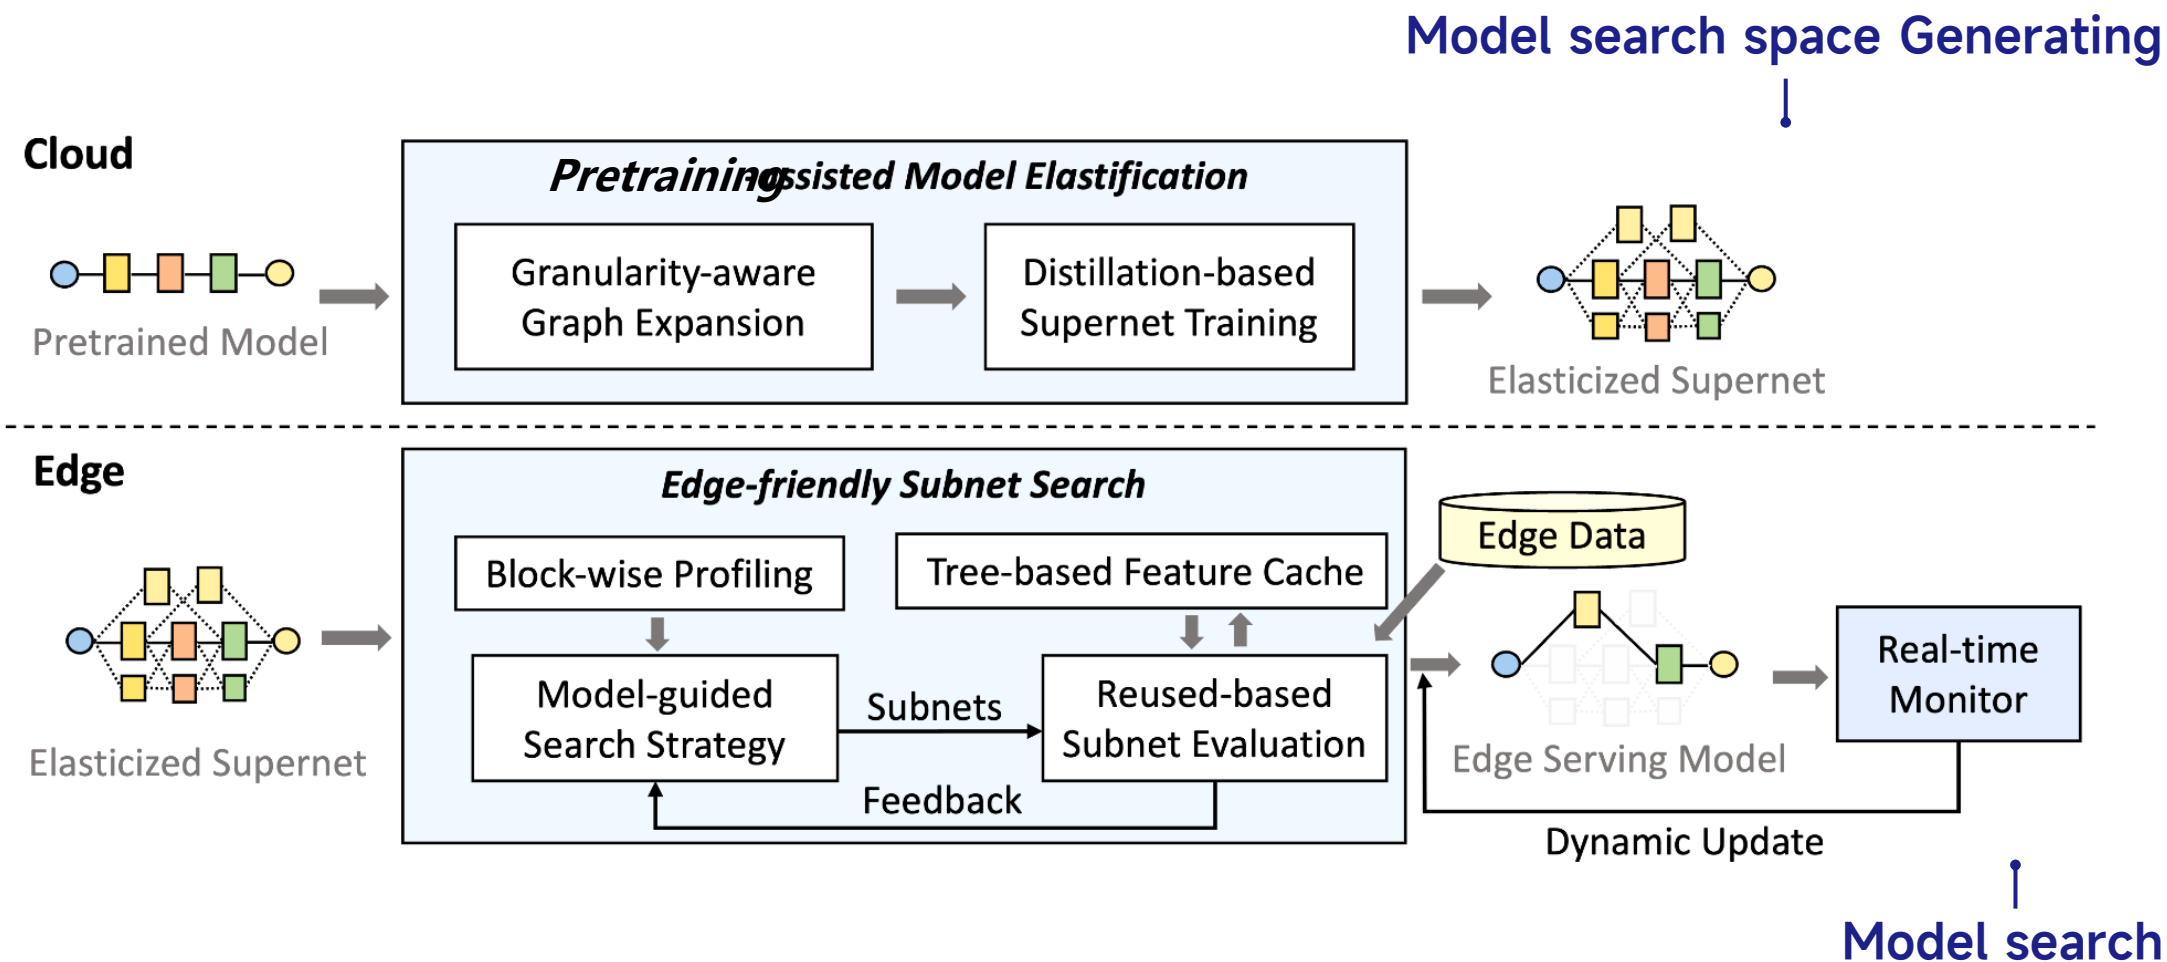 Model search space Generating
Cloud
Pretraining-assisted Model Elastification
Granularity-aware
Graph Expansion
Distillation-based
Supernet Training
Pretrained Model
Elasticized Supernet
Edge
Edge-friendly Subnet Search
Edge Data
Block-wise Profiling
Tree-based Feature Cache
Model-guided
Search Strategy
Subnets
Reused-based
Subnet Evaluation
Feedback
Real-time
Monitor
Elasticized Supernet
Edge Serving Model
Dynamic Update
Model search